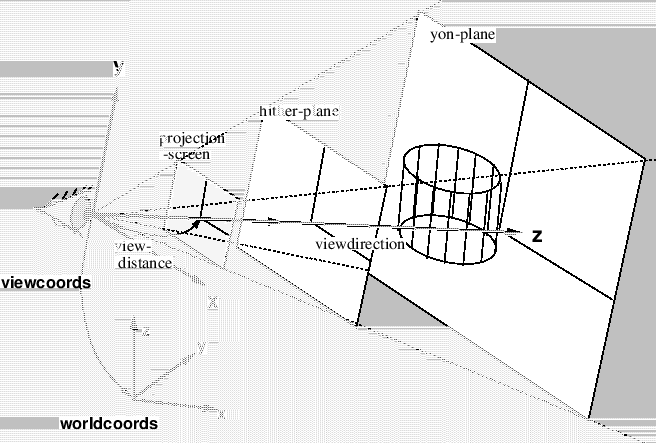 yon-plane
y
hither-plane
projection
-screen
z
viewdirection
view-
distance
viewcoords
x
z
y
x
worldcoords